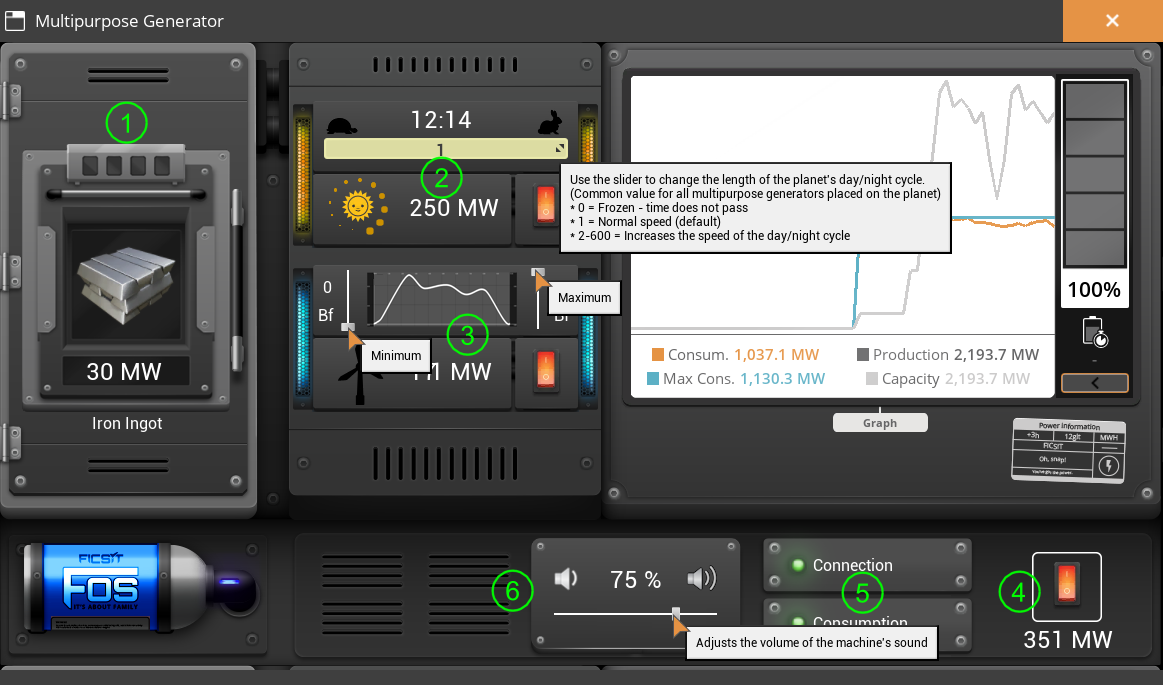 Multipurpose Generator
1
12:14
1
2
250 MW
Use the slider to change the length of the planet's day/night cycle.
(Common value for all multipurpose generators placed on the planet)
* 0 = Frozen - time does not pass
* 1 = Normal speed (default)
* 2-600 = Increases the speed of the day/night cycle
0
Bf
Maximum
Minimum
3
MW
30 MW
Iron Ingot
100%
Consum. 1,037.1 MW
Production 2,193.7 MW
Max Cons. 1,130.3 MW
Capacity 2,193.7 MW
-
Graph
Power Information
+3h
12git
MWH
FICSIT
Oh, snap!
FICSIT
FOS
IT'S ABOUT FAMILY
6
75 %
Connection
5
Consumption
Adjusts the volume of the machine's sound
4
351 MW